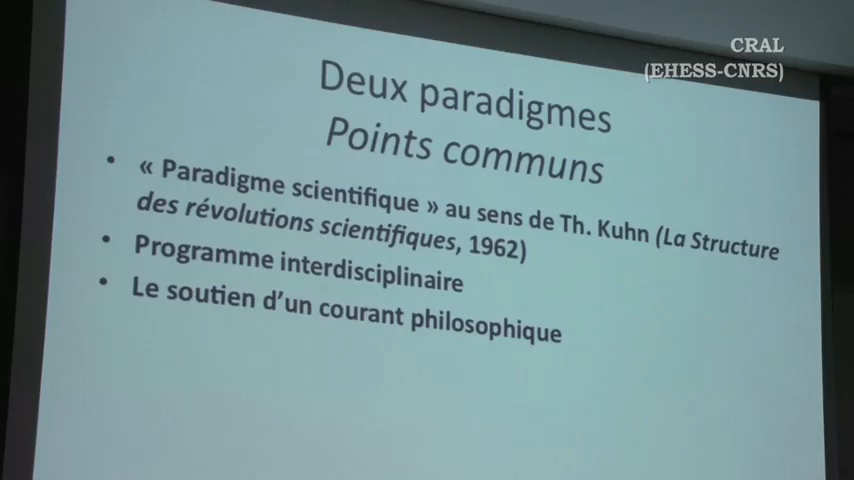 CRAL
(EHESS-CNRS)
Deux paradigmes
Points communs
• « Paradigme scientifique » au sens de Th. Kuhn (La Structure
des révolutions scientifiques, 1962)
• Programme interdisciplinaire
• Le soutien d’un courant philosophique